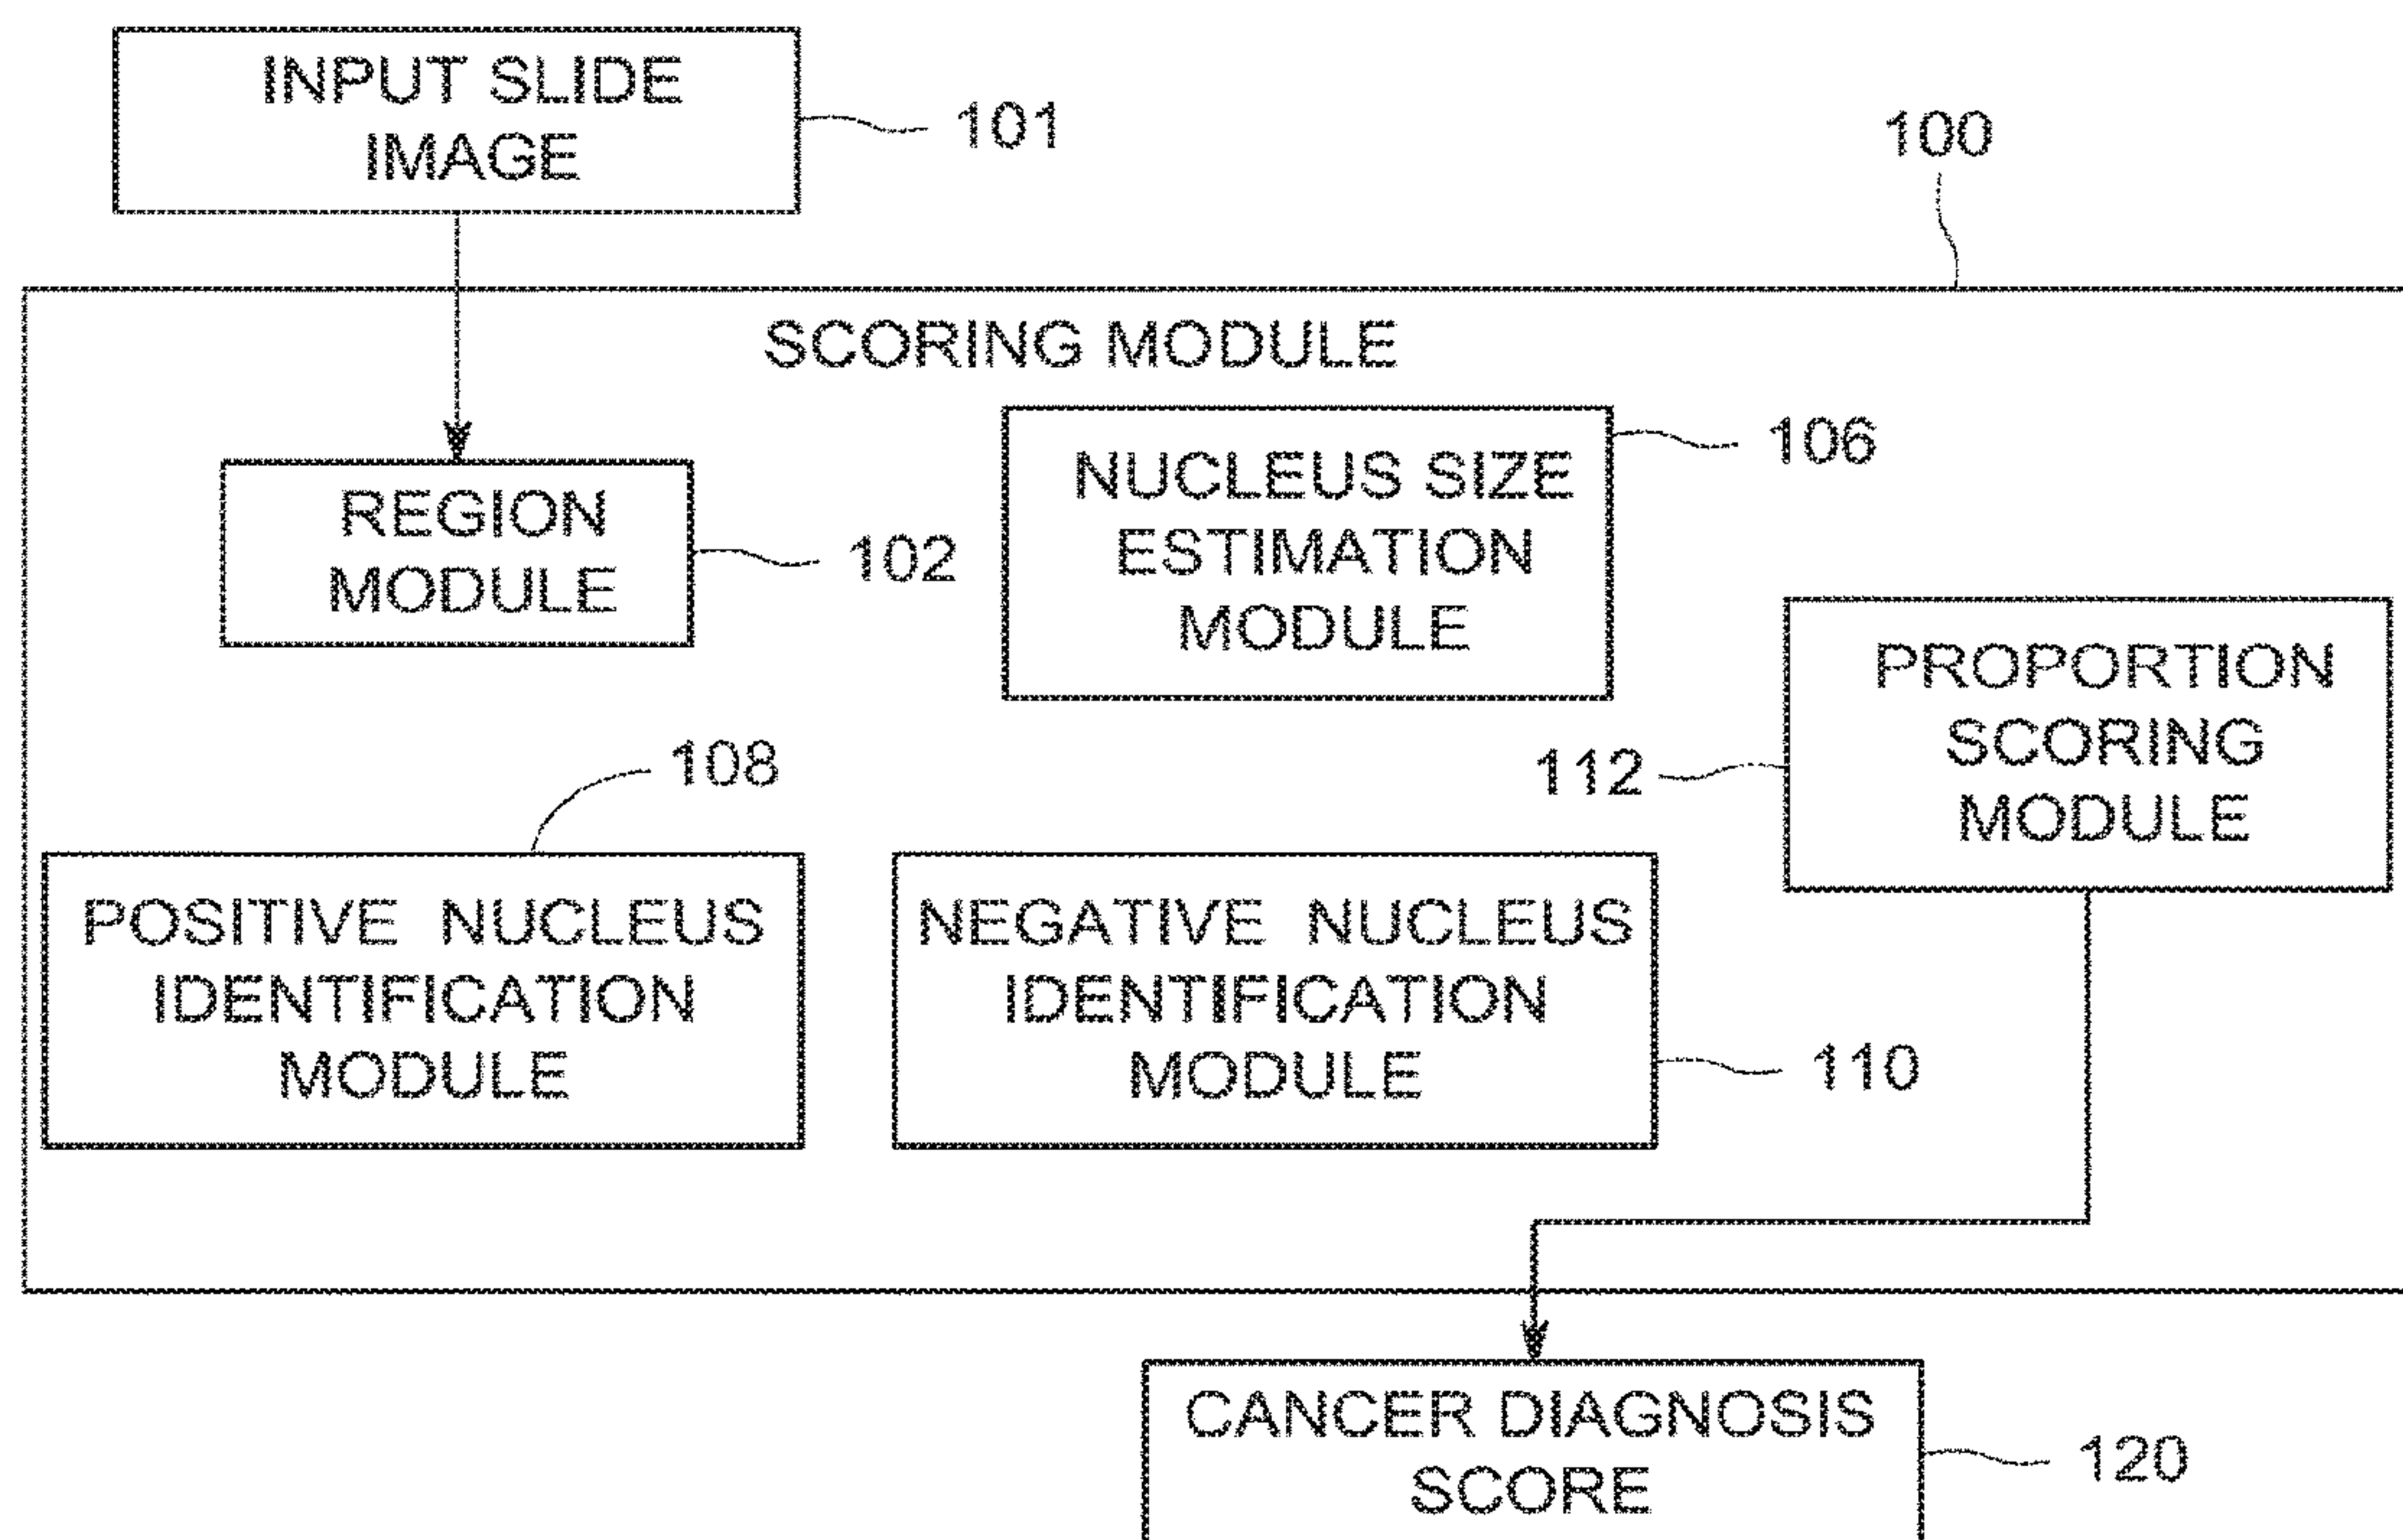 INPUT SLIDE
IMAGE
101
100
SCORING MODULE
REGION
MODULE
102
NUCLEUS SIZE
ESTIMATION
MODULE
106
PROPORTION
SCORING
MODULE
112
108
POSITIVE NUCLEUS
IDENTIFICATION
MODULE
NEGATIVE NUCLEUS
IDENTIFICATION
MODULE
110
CANCER DIAGNOSIS
SCORE
120